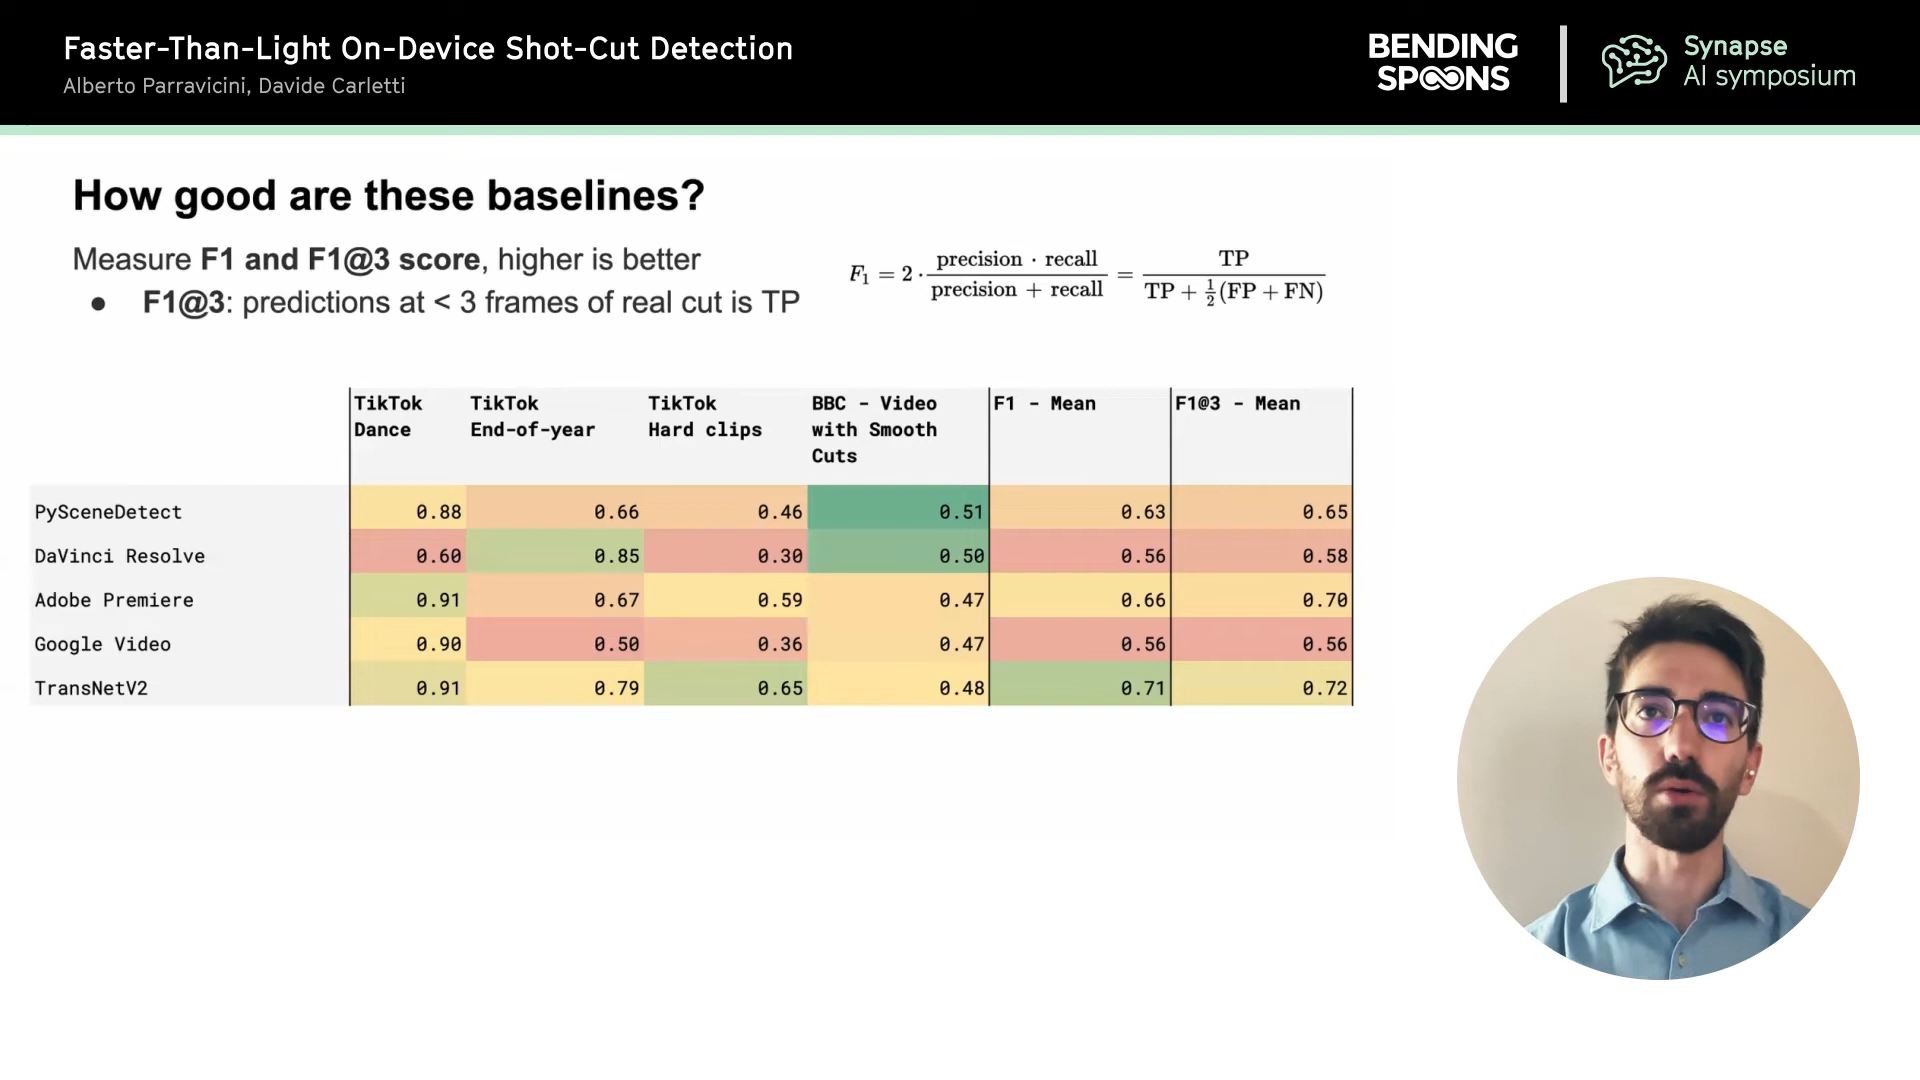 Faster-Than-Light On-Device Shot-Cut Detection
Alberto Parravicini, Davide Carletti
BENDING
SPOONS
Synapse
AI symposium
How good are these baselines?
Measure F1 and F1@3 score, higher is better
● F1@3: predictions at < 3 frames of real cut is TP
F₁ = 2 · (precision · recall) / (precision + recall) = TP / (TP + ½(FP + FN))
TikTok Dance | TikTok End-of-year | TikTok Hard clips | BBC - Video with Smooth Cuts | F1 - Mean | F1@3 - Mean
PySceneDetect 0.88 0.66 0.46 0.51 0.63 0.65
DaVinci Resolve 0.60 0.85 0.30 0.50 0.56 0.58
Adobe Premiere 0.91 0.67 0.59 0.47 0.66 0.70
Google Video 0.90 0.50 0.36 0.47 0.56 0.56
TransNetV2 0.91 0.79 0.65 0.48 0.71 0.72